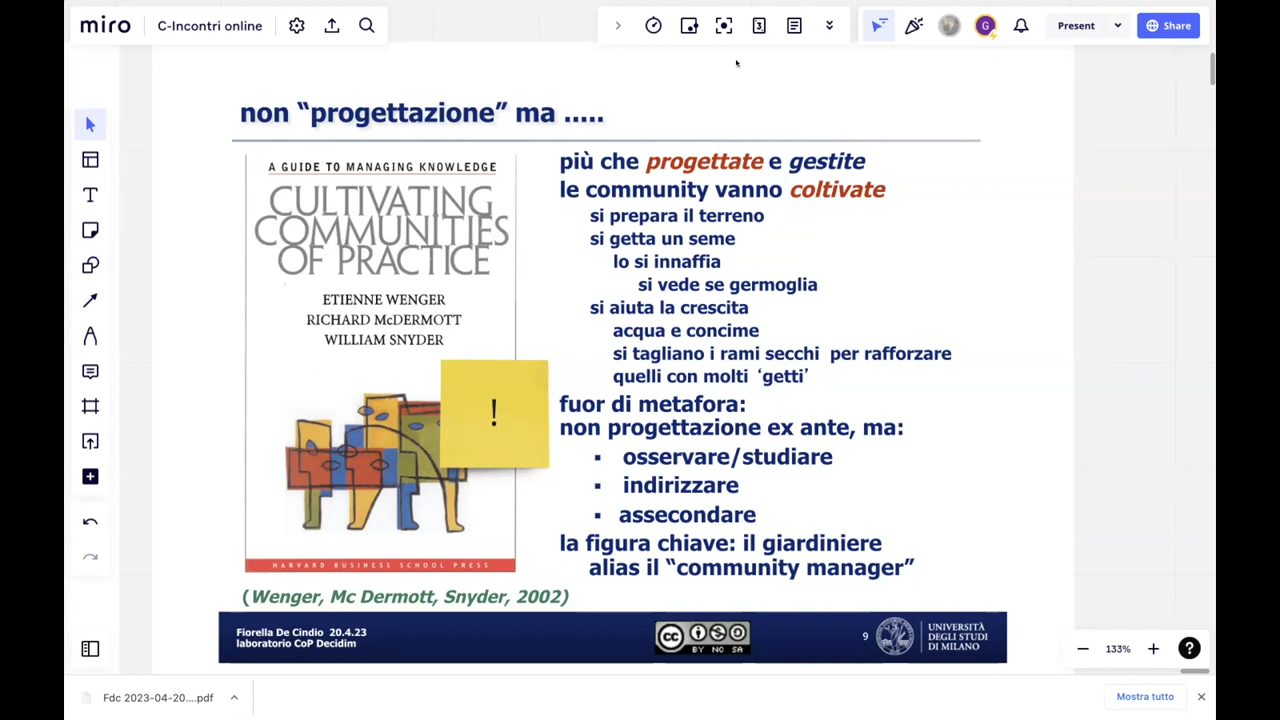 miro
C-Incontri online
3
G
Present
Share
non “progettazione” ma .....
A GUIDE TO MANAGING KNOWLEDGE
CULTIVATING
COMMUNITIES
OF PRACTICE
ETIENNE WENGER
RICHARD McDERMOTT
WILLIAM SNYDER
!
HARVARD BUSINESS SCHOOL PRESS
(Wenger, Mc Dermott, Snyder, 2002)
più che progettate e gestite
le community vanno coltivate
si prepara il terreno
si getta un seme
lo si innaffia
si vede se germoglia
si aiuta la crescita
acqua e concime
si tagliano i rami secchi per rafforzare
quelli con molti ‘getti’
fuor di metafora:
non progettazione ex ante, ma:
▪ osservare/studiare
▪ indirizzare
▪ assecondare
la figura chiave: il giardiniere
alias il “community manager”
Fiorella De Cindio 20.4.23
laboratorio CoP Decidim
cc
BY NC SA
9
UNIVERSITÀ
DEGLI STUDI
DI MILANO
133%
?
Fdc 2023-04-20....pdf
Mostra tutto